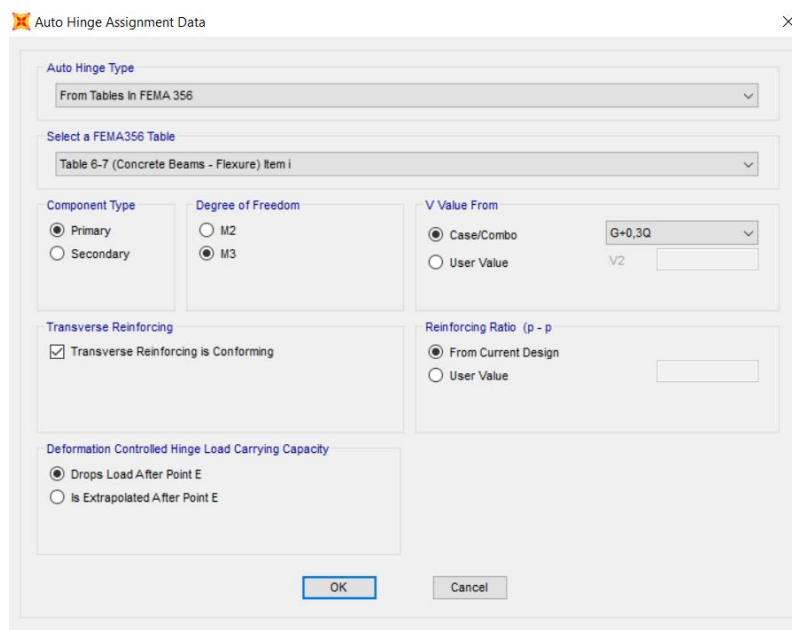 Auto Hinge Assignment Data
Auto Hinge Type
From Tables In FEMA 356
Select a FEMA356 Table
Table 6-7 (Concrete Beams - Flexure) Item i
Component Type
Primary
Secondary
Degree of Freedom
M2
M3
V Value From
Case/Combo
G+0,3Q
User Value
V2
Transverse Reinforcing
Transverse Reinforcing is Conforming
Reinforcing Ratio (p - p
From Current Design
User Value
Deformation Controlled Hinge Load Carrying Capacity
Drops Load After Point E
Is Extrapolated After Point E
OK
Cancel